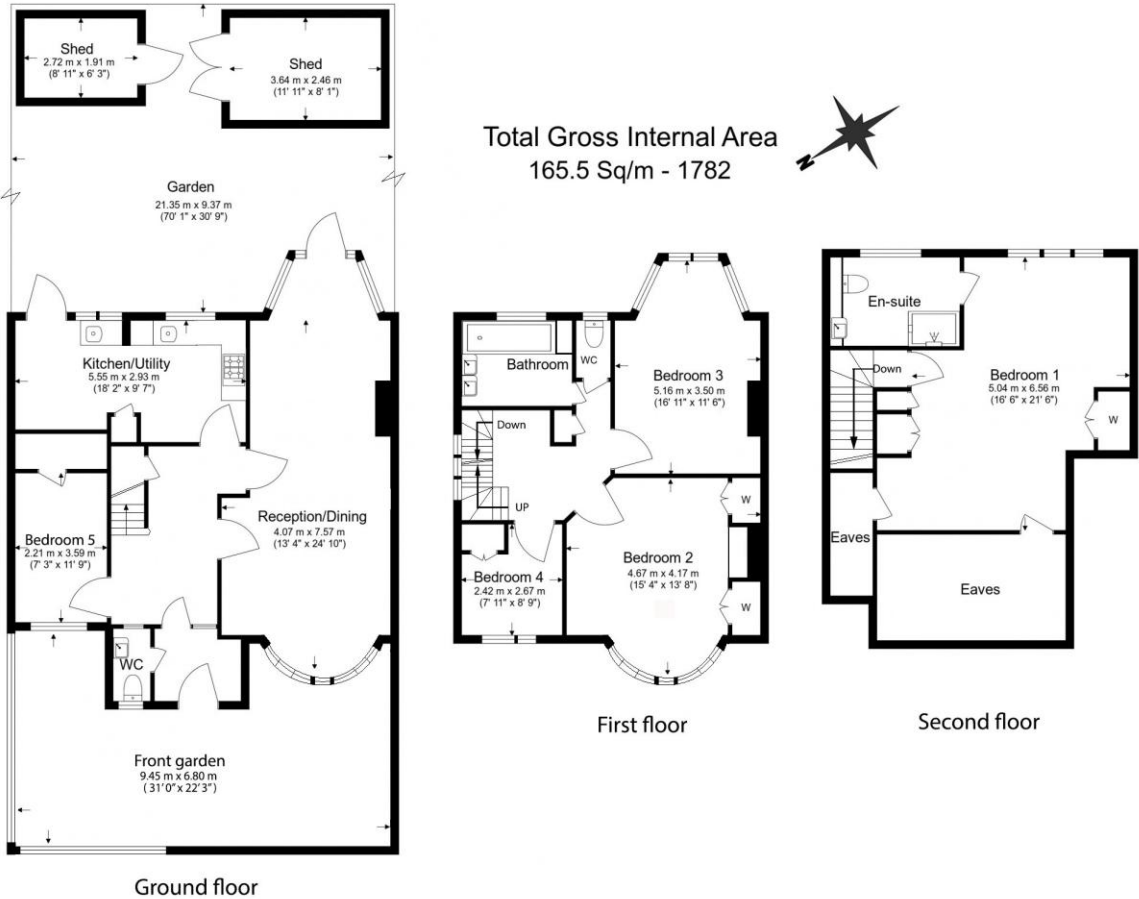 Shed
2.72 m x 1.91 m
(8' 11" x 6' 3")
Shed
3.64 m x 2.46 m
(11' 11" x 8' 1")
Garden
21.35 m x 9.37 m
(70' 1" x 30' 9")
Kitchen/Utility
5.55 m x 2.93 m
(18' 2" x 9' 7")
Reception/Dining
4.07 m x 7.57 m
(13' 4" x 24' 10")
Bedroom 5
2.21 m x 3.59 m
(7' 3" x 11' 9")
WC
Front garden
9.45 m x 6.80 m
(31'0" x 22'3")
Ground floor
Total Gross Internal Area
165.5 Sq/m - 1782
N
Bathroom
WC
Bedroom 3
5.16 m x 3.50 m
(16' 11" x 11' 6")
Down
UP
W
Bedroom 2
4.67 m x 4.17 m
(15' 4" x 13' 8")
Bedroom 4
2.42 m x 2.67 m
(7' 11" x 8' 9")
W
First floor
En-suite
Down
Bedroom 1
5.04 m x 6.56 m
(16' 6" x 21' 6")
W
Eaves
Eaves
Second floor